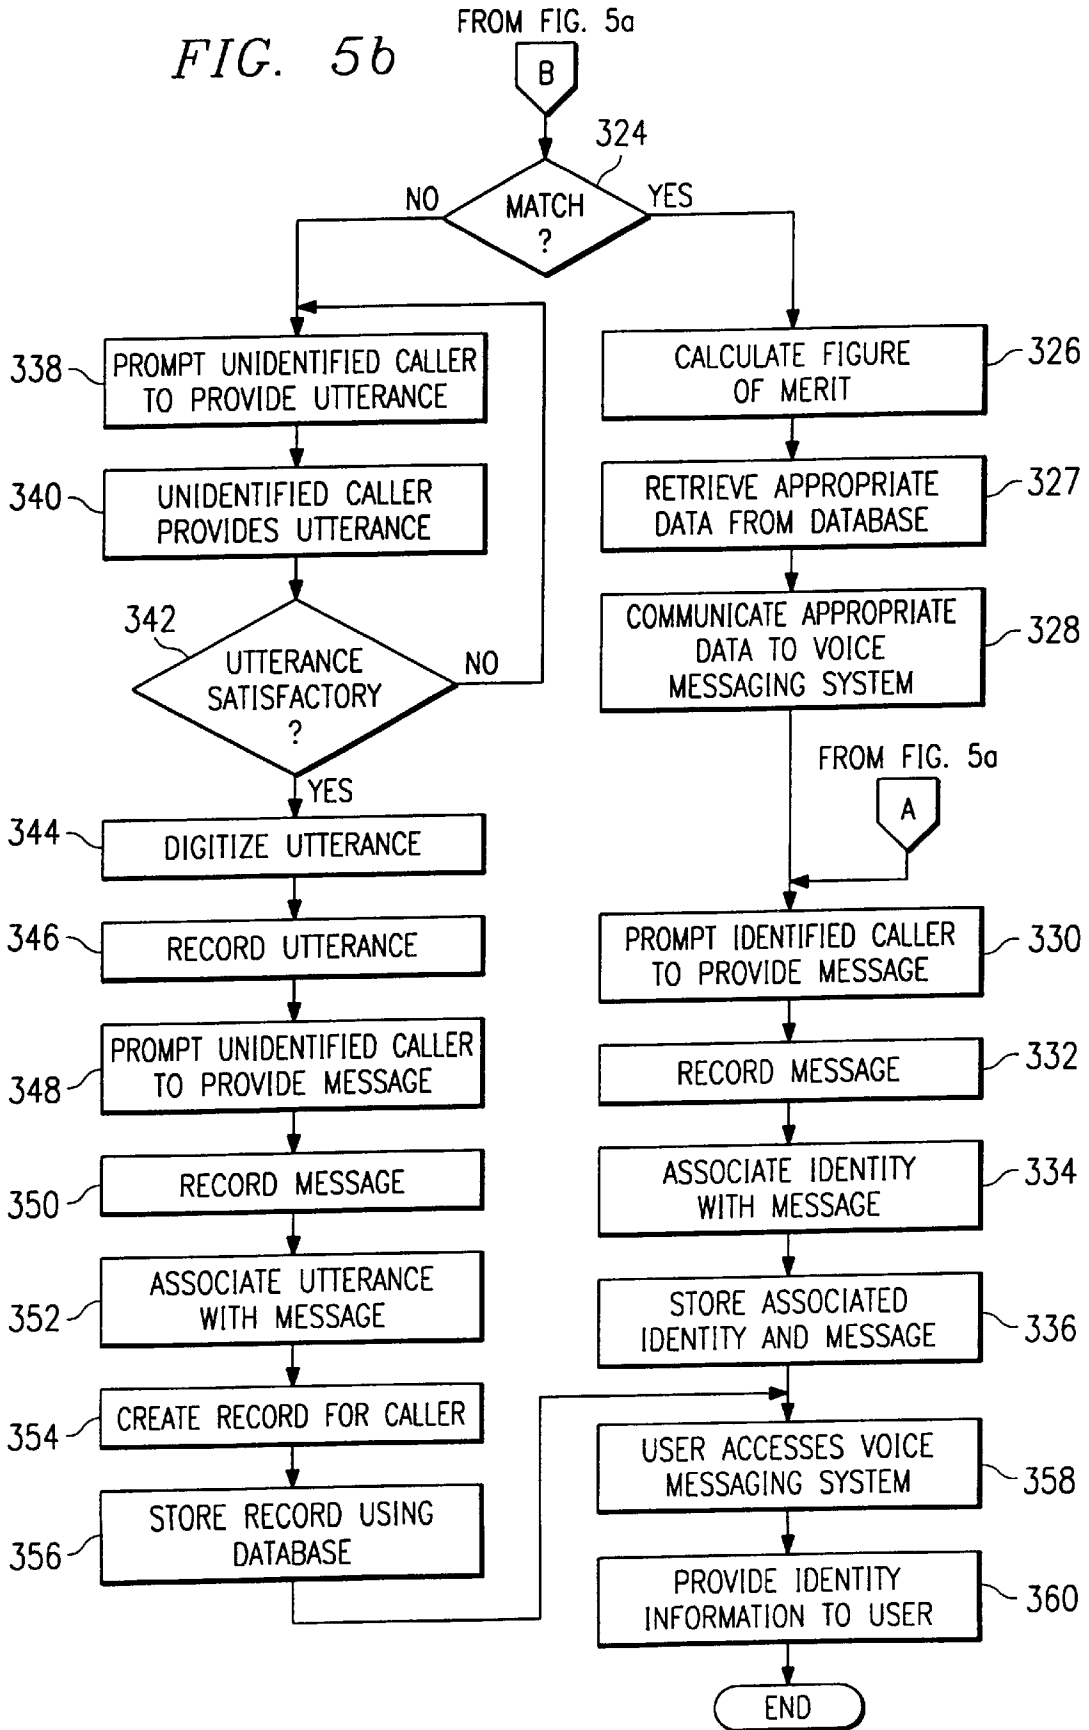 FROM FIG. 5a
FIG. 5b
B
324
NO
YES
MATCH
?
338
PROMPT UNIDENTIFIED CALLER
TO PROVIDE UTTERANCE
340
UNIDENTIFIED CALLER
PROVIDES UTTERANCE
342
UTTERANCE
SATISFACTORY
?
NO
YES
344
DIGITIZE UTTERANCE
346
RECORD UTTERANCE
348
PROMPT UNIDENTIFIED CALLER
TO PROVIDE MESSAGE
350
RECORD MESSAGE
352
ASSOCIATE UTTERANCE
WITH MESSAGE
354
CREATE RECORD FOR CALLER
356
STORE RECORD USING
DATABASE
CALCULATE FIGURE
OF MERIT
326
RETRIEVE APPROPRIATE
DATA FROM DATABASE
327
COMMUNICATE APPROPRIATE
DATA TO VOICE
MESSAGING SYSTEM
328
FROM FIG. 5a
A
PROMPT IDENTIFIED CALLER
TO PROVIDE MESSAGE
330
RECORD MESSAGE
332
ASSOCIATE IDENTITY
WITH MESSAGE
334
STORE ASSOCIATED
IDENTITY AND MESSAGE
336
USER ACCESSES VOICE
MESSAGING SYSTEM
358
PROVIDE IDENTITY
INFORMATION TO USER
360
END